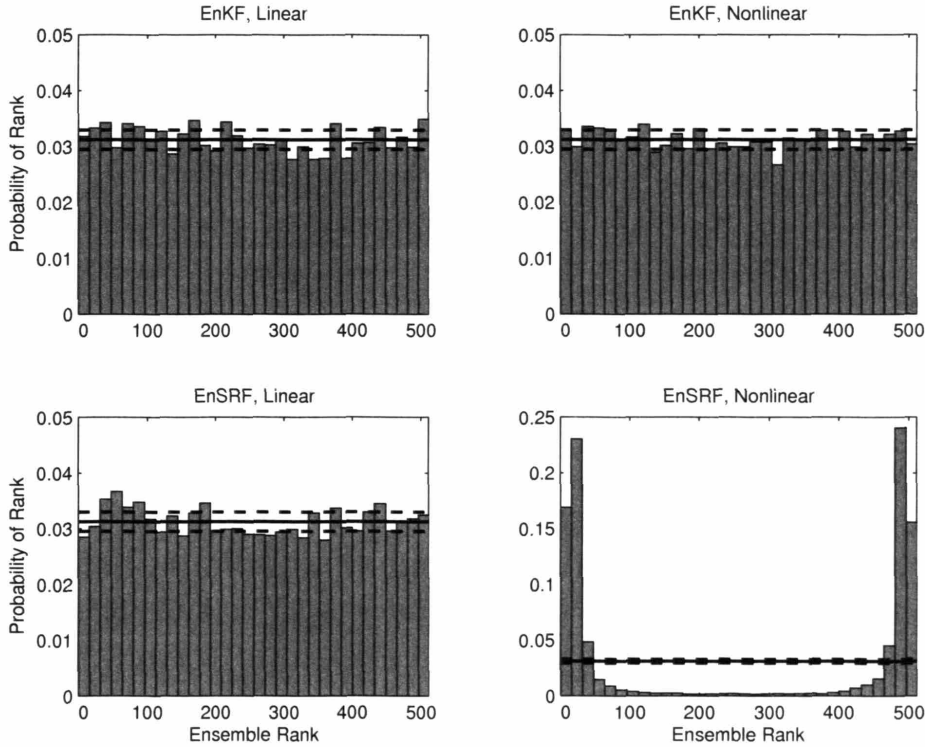 EnKF, Linear
0.05
0.04
0.03
0.02
0.01
0
Probability of Rank
0 100 200 300 400 500
EnKF, Nonlinear
0.05
0.04
0.03
0.02
0.01
0
0 100 200 300 400 500
EnSRF, Linear
0.05
0.04
0.03
0.02
0.01
0
Probability of Rank
0 100 200 300 400 500
Ensemble Rank
EnSRF, Nonlinear
0.25
0.2
0.15
0.1
0.05
0
0 100 200 300 400 500
Ensemble Rank